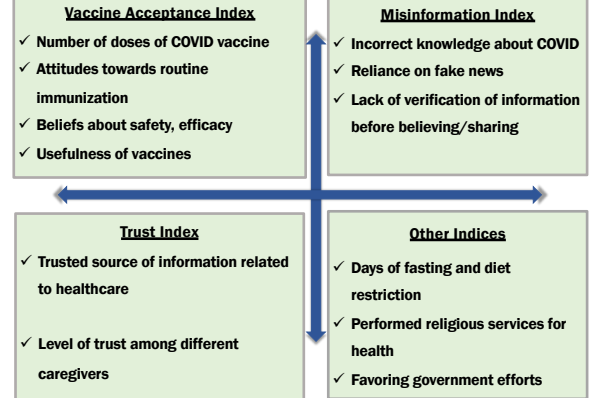 Vaccine Acceptance Index
✓ Number of doses of COVID vaccine
✓ Attitudes towards routine
immunization
✓ Beliefs about safety, efficacy
✓ Usefulness of vaccines
Misinformation Index
✓ Incorrect knowledge about COVID
✓ Reliance on fake news
✓ Lack of verification of information
before believing/sharing
Trust Index
✓ Trusted source of information related
to healthcare
✓ Level of trust among different
caregivers
Other Indices
✓ Days of fasting and diet
restriction
✓ Performed religious services for
health
✓ Favoring government efforts